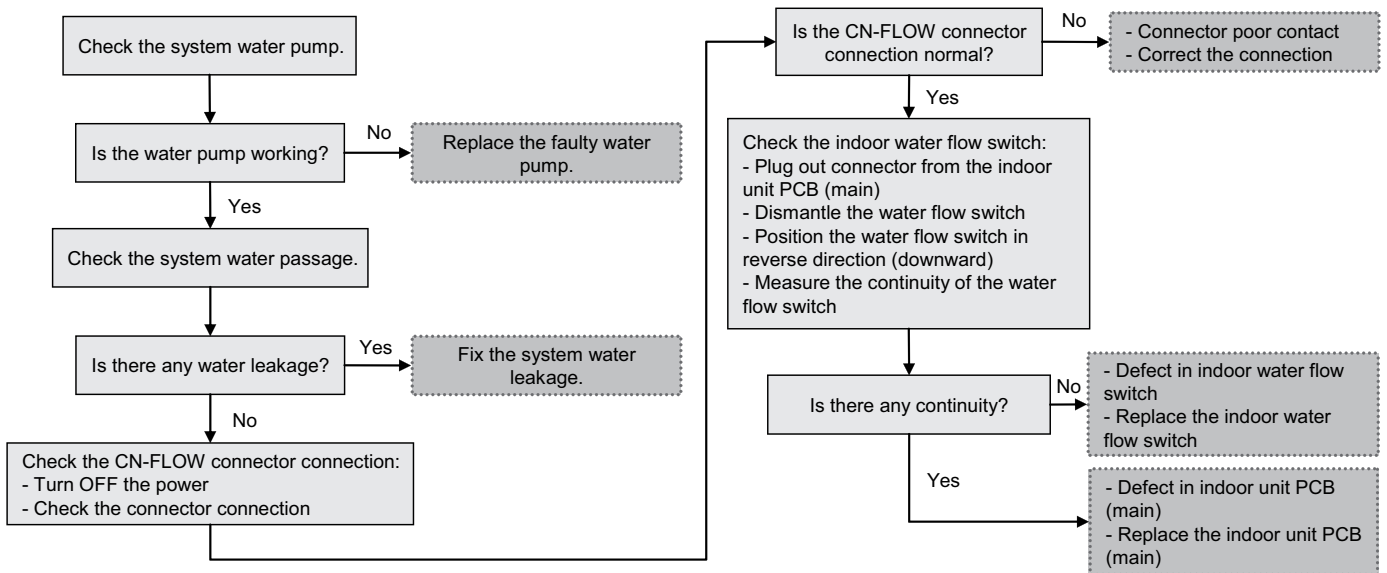 Check the system water pump.
Is the water pump working?
No
Replace the faulty water
pump.
Yes
Check the system water passage.
Is there any water leakage?
Yes
Fix the system water
leakage.
No
Check the CN-FLOW connector connection:
- Turn OFF the power
- Check the connector connection
Is the CN-FLOW connector
connection normal?
No
- Connector poor contact
- Correct the connection
Yes
Check the indoor water flow switch:
- Plug out connector from the indoor
unit PCB (main)
- Dismantle the water flow switch
- Position the water flow switch in
reverse direction (downward)
- Measure the continuity of the water
flow switch
Is there any continuity?
No
- Defect in indoor water flow
switch
- Replace the indoor water
flow switch
Yes
- Defect in indoor unit PCB
(main)
- Replace the indoor unit PCB
(main)